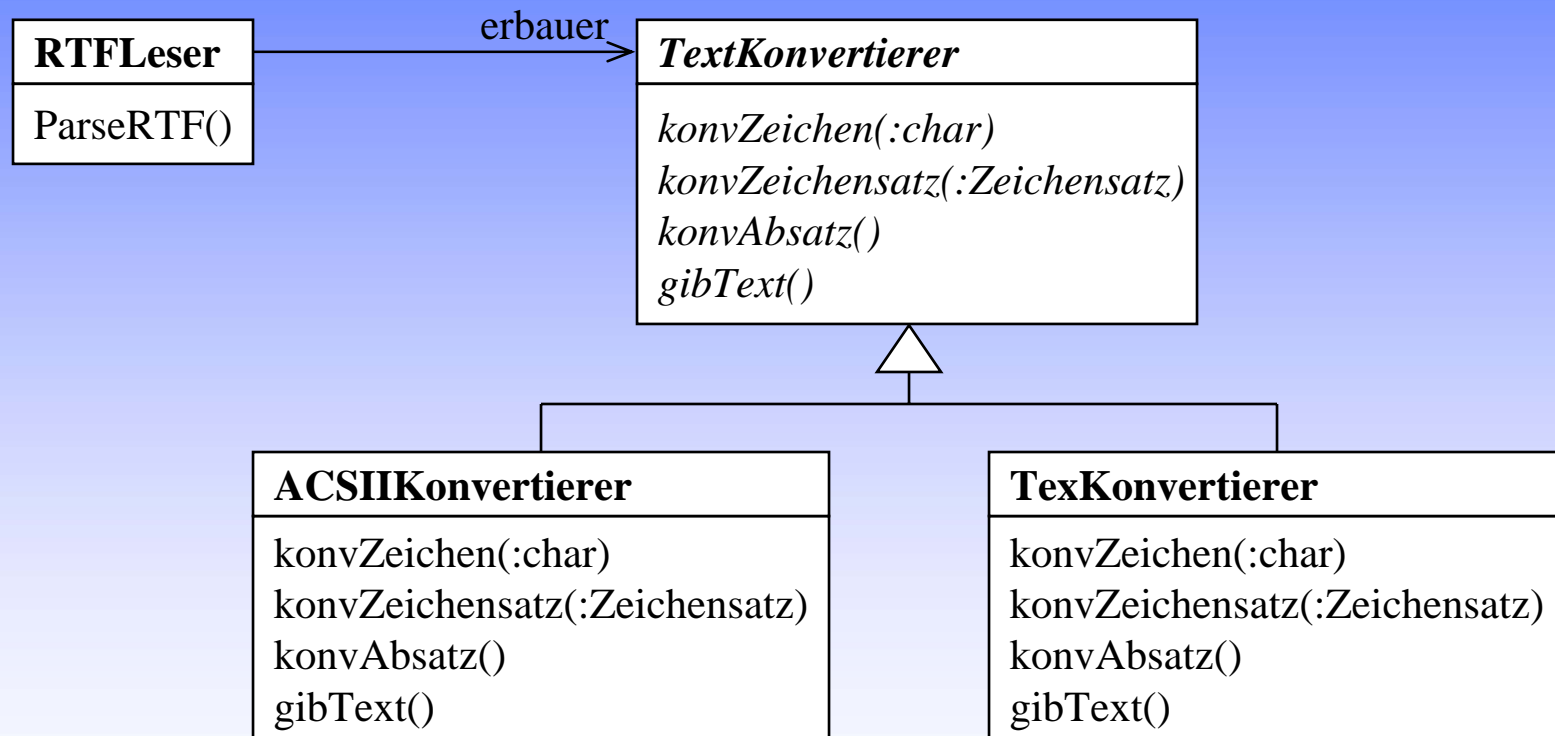 RTFLeser
ParseRTF()
erbauer
TextKonvertierer
konvZeichen(:char)
konvZeichensatz(:Zeichensatz)
konvAbsatz()
gibText()
ACSIIKonvertierer
konvZeichen(:char)
konvZeichensatz(:Zeichensatz)
konvAbsatz()
gibText()
TexKonvertierer
konvZeichen(:char)
konvZeichensatz(:Zeichensatz)
konvAbsatz()
gibText()